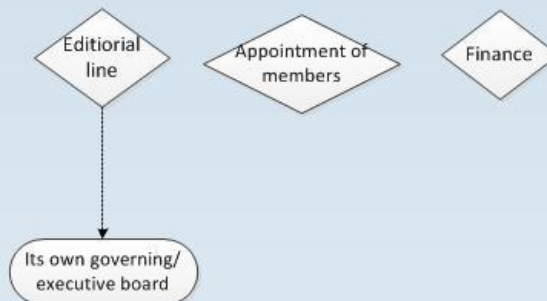 Editiorial
line
Appointment of
members
Finance
Its own governing/
executive board